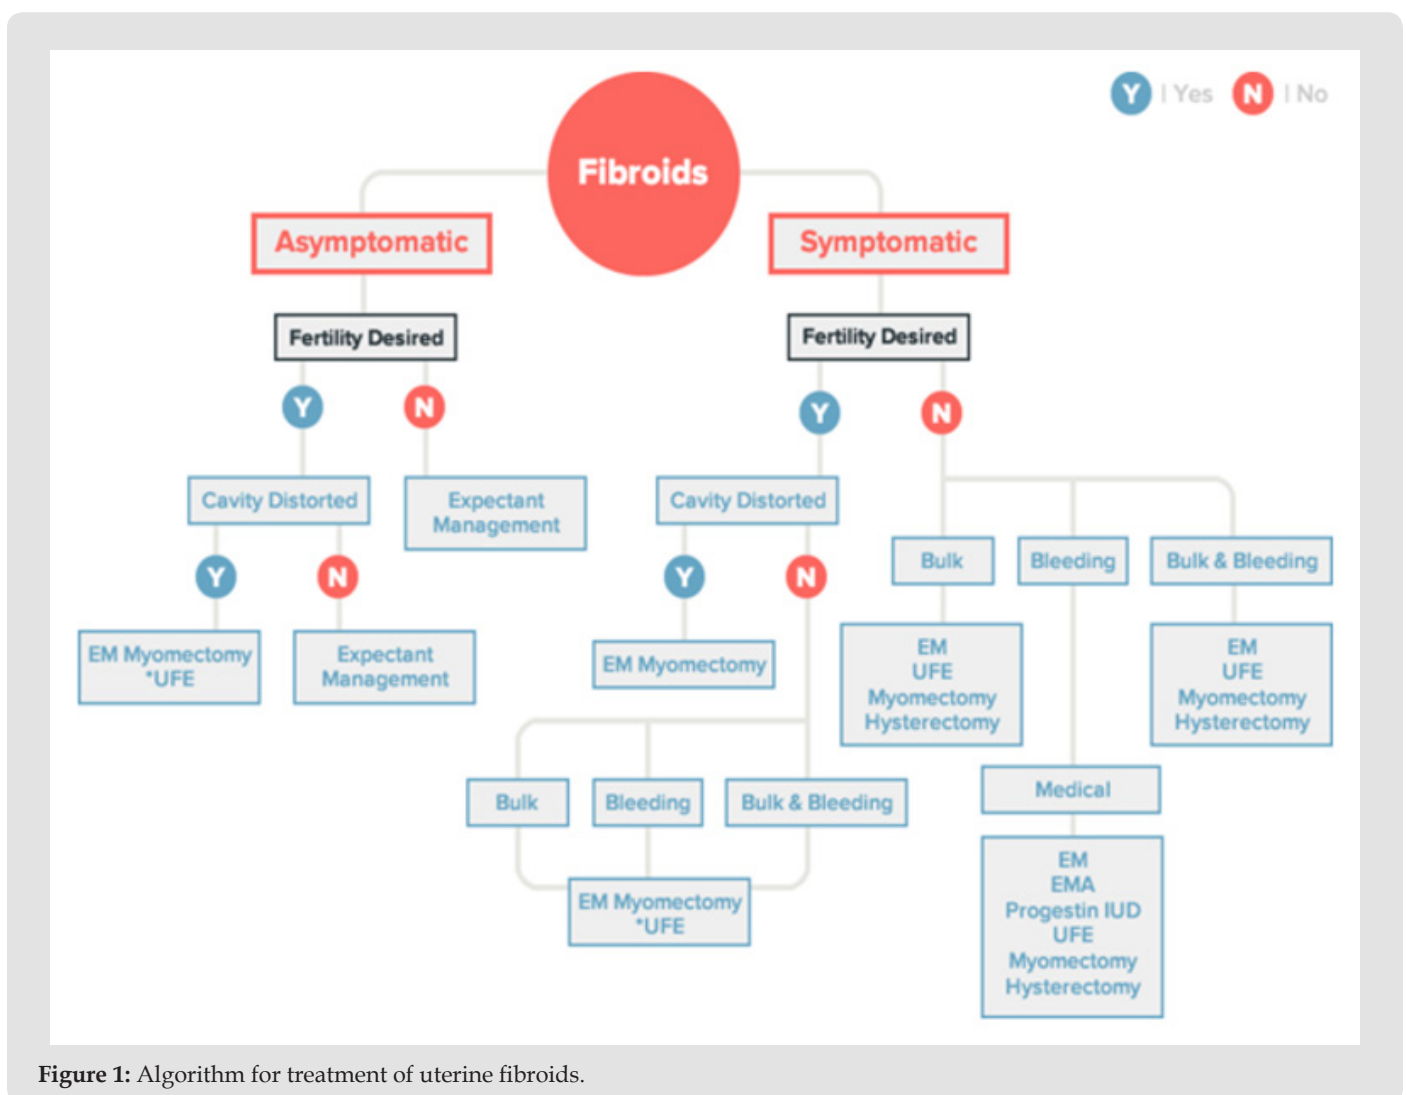 Y | Yes N | No
Fibroids
Asymptomatic
Symptomatic
Fertility Desired
Fertility Desired
Y
N
Y
N
Cavity Distorted
Expectant
Management
Cavity Distorted
Bulk
Bleeding
Bulk & Bleeding
Y
N
Y
N
EM Myomectomy
*UFE
Expectant
Management
EM Myomectomy
EM
UFE
Myomectomy
Hysterectomy
EM
UFE
Myomectomy
Hysterectomy
Bulk
Bleeding
Bulk & Bleeding
Medical
EM Myomectomy
*UFE
EM
EMA
Progestin IUD
UFE
Myomectomy
Hysterectomy
Figure 1: Algorithm for treatment of uterine fibroids.